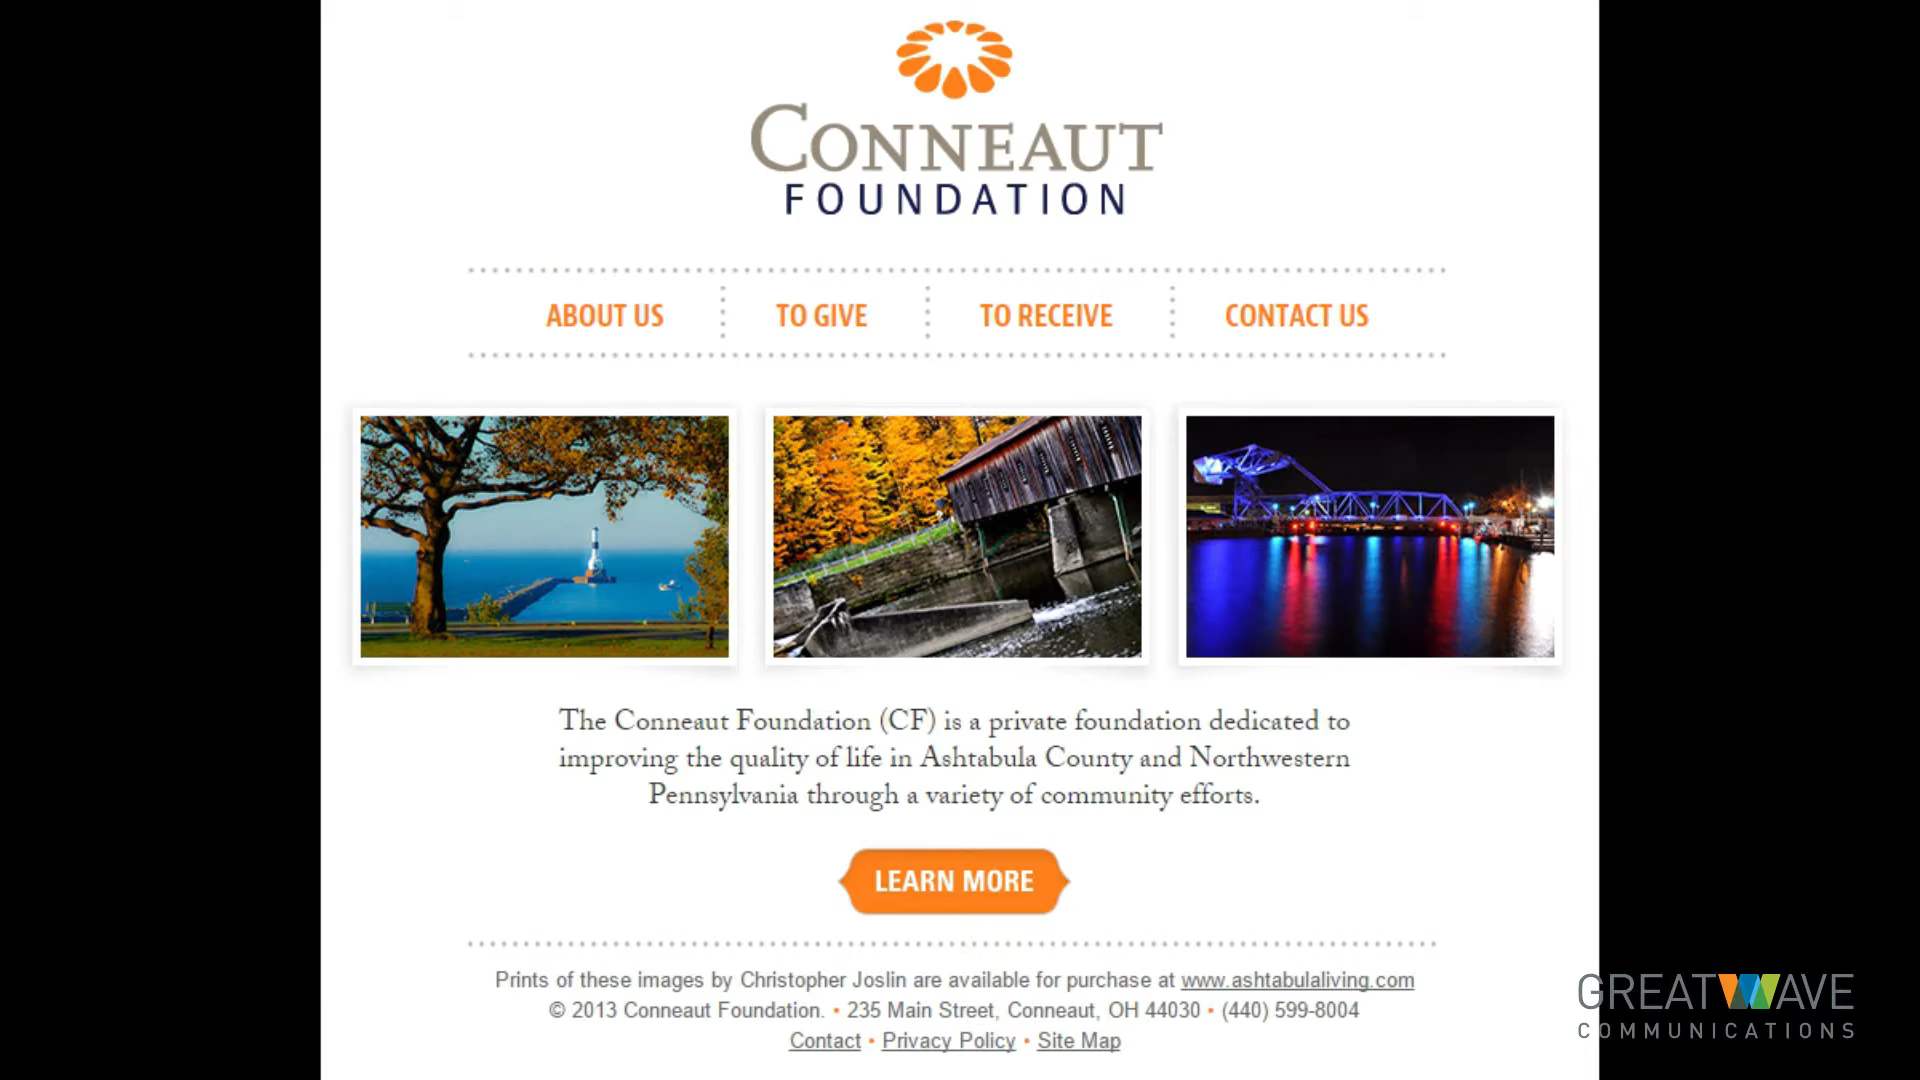 CONNEAUT
FOUNDATION
ABOUT US
TO GIVE
TO RECEIVE
CONTACT US
The Conneaut Foundation (CF) is a private foundation dedicated to
improving the quality of life in Ashtabula County and Northwestern
Pennsylvania through a variety of community efforts.
LEARN MORE
Prints of these images by Christopher Joslin are available for purchase at www.ashtabulaliving.com
© 2013 Conneaut Foundation. • 235 Main Street, Conneaut, OH 44030 • (440) 599-8004
Contact • Privacy Policy • Site Map
GREATWAVE
COMMUNICATIONS